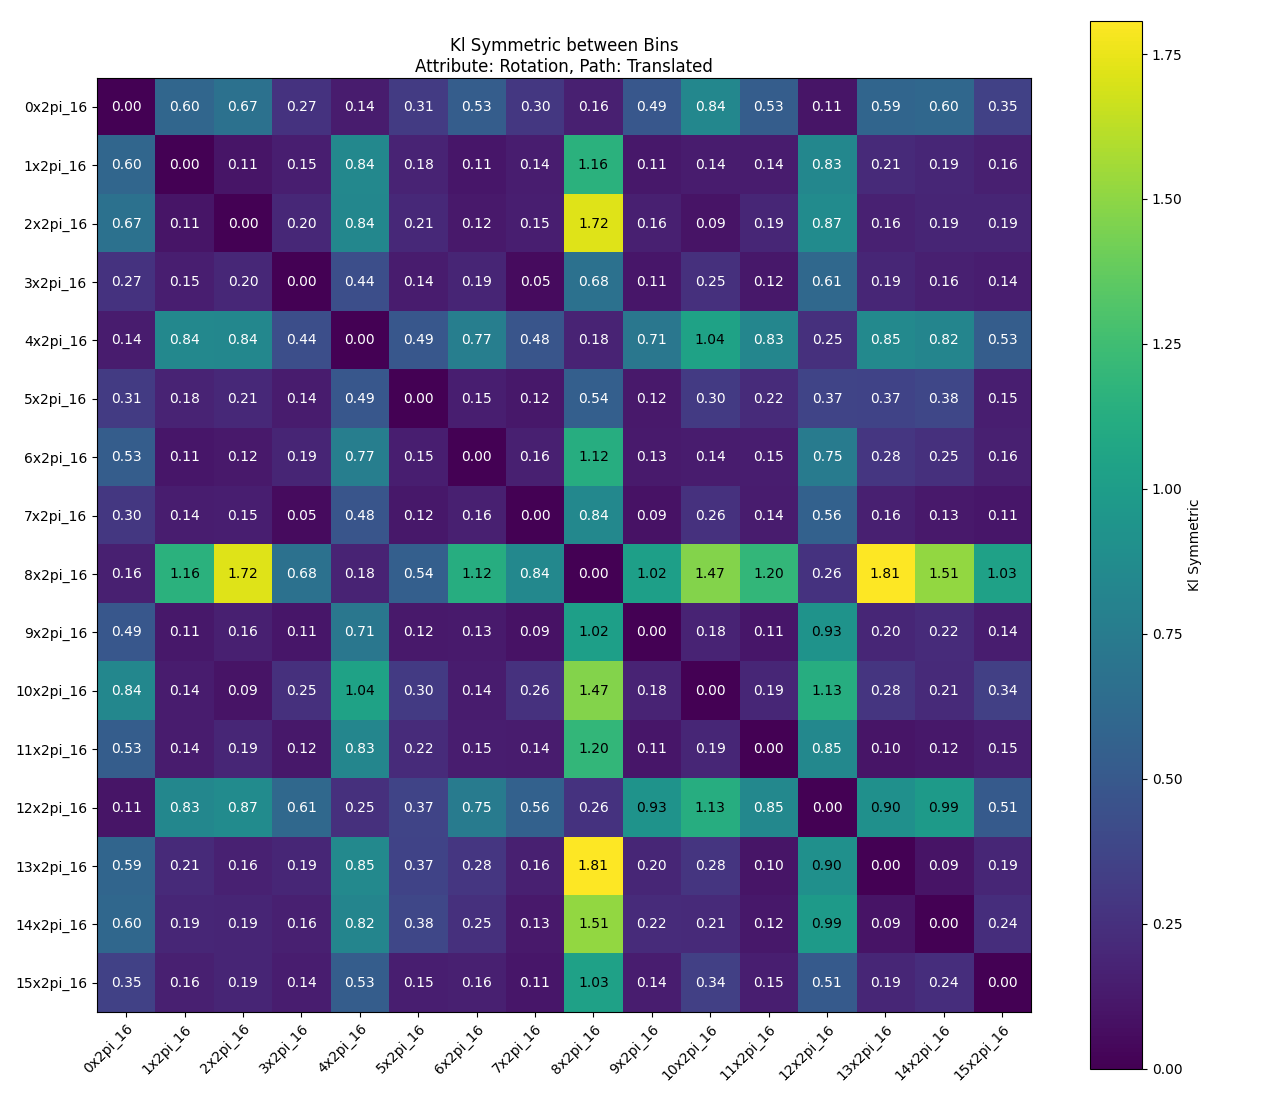 Kl Symmetric between Bins
Attribute: Rotation, Path: Translated
0x2pi_16 0.00 0.60 0.67 0.27 0.14 0.31 0.53 0.30 0.16 0.49 0.84 0.53 0.11 0.59 0.60 0.35
1x2pi_16 0.60 0.00 0.11 0.15 0.84 0.18 0.11 0.14 1.16 0.11 0.14 0.14 0.83 0.21 0.19 0.16
2x2pi_16 0.67 0.11 0.00 0.20 0.84 0.21 0.12 0.15 1.72 0.16 0.09 0.19 0.87 0.16 0.19 0.19
3x2pi_16 0.27 0.15 0.20 0.00 0.44 0.14 0.19 0.05 0.68 0.11 0.25 0.12 0.61 0.19 0.16 0.14
4x2pi_16 0.14 0.84 0.84 0.44 0.00 0.49 0.77 0.48 0.18 0.71 1.04 0.83 0.25 0.85 0.82 0.53
5x2pi_16 0.31 0.18 0.21 0.14 0.49 0.00 0.15 0.12 0.54 0.12 0.30 0.22 0.37 0.37 0.38 0.15
6x2pi_16 0.53 0.11 0.12 0.19 0.77 0.15 0.00 0.16 1.12 0.13 0.14 0.15 0.75 0.28 0.25 0.16
7x2pi_16 0.30 0.14 0.15 0.05 0.48 0.12 0.16 0.00 0.84 0.09 0.26 0.14 0.56 0.16 0.13 0.11
8x2pi_16 0.16 1.16 1.72 0.68 0.18 0.54 1.12 0.84 0.00 1.02 1.47 1.20 0.26 1.81 1.51 1.03
9x2pi_16 0.49 0.11 0.16 0.11 0.71 0.12 0.13 0.09 1.02 0.00 0.18 0.11 0.93 0.20 0.22 0.14
10x2pi_16 0.84 0.14 0.09 0.25 1.04 0.30 0.14 0.26 1.47 0.18 0.00 0.19 1.13 0.28 0.21 0.34
11x2pi_16 0.53 0.14 0.19 0.12 0.83 0.22 0.15 0.14 1.20 0.11 0.19 0.00 0.85 0.10 0.12 0.15
12x2pi_16 0.11 0.83 0.87 0.61 0.25 0.37 0.75 0.56 0.26 0.93 1.13 0.85 0.00 0.90 0.99 0.51
13x2pi_16 0.59 0.21 0.16 0.19 0.85 0.37 0.28 0.16 1.81 0.20 0.28 0.10 0.90 0.00 0.09 0.19
14x2pi_16 0.60 0.19 0.19 0.16 0.82 0.38 0.25 0.13 1.51 0.22 0.21 0.12 0.99 0.09 0.00 0.24
15x2pi_16 0.35 0.16 0.19 0.14 0.53 0.15 0.16 0.11 1.03 0.14 0.34 0.15 0.51 0.19 0.24 0.00
0x2pi_16 1x2pi_16 2x2pi_16 3x2pi_16 4x2pi_16 5x2pi_16 6x2pi_16 7x2pi_16 8x2pi_16 9x2pi_16 10x2pi_16 11x2pi_16 12x2pi_16 13x2pi_16 14x2pi_16 15x2pi_16
1.75
1.50
1.25
1.00
0.75
0.50
0.25
0.00
Kl Symmetric